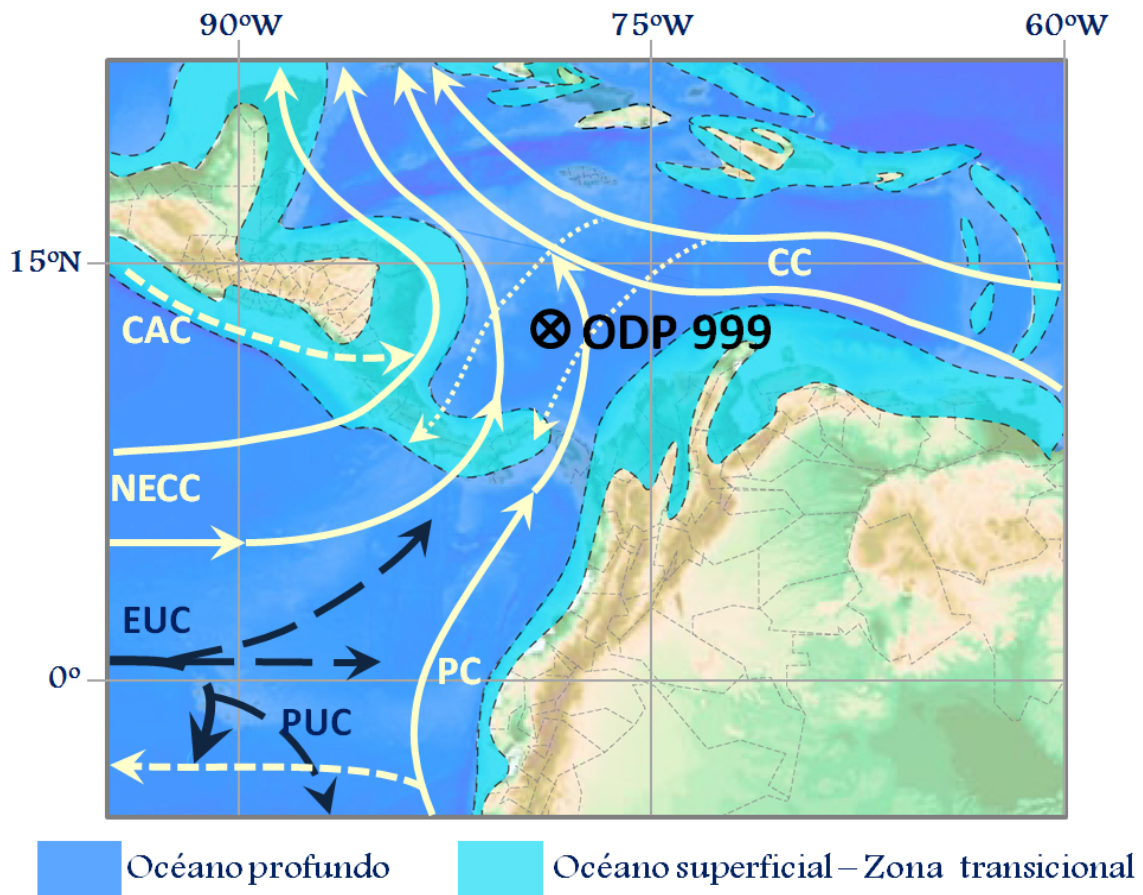 90ºW 75ºW 60ºW
15ºN
CC
CAC
ODP 999
NECC
EUC
0º
PC
PUC
Océano profundo
Océano superficial – Zona transicional